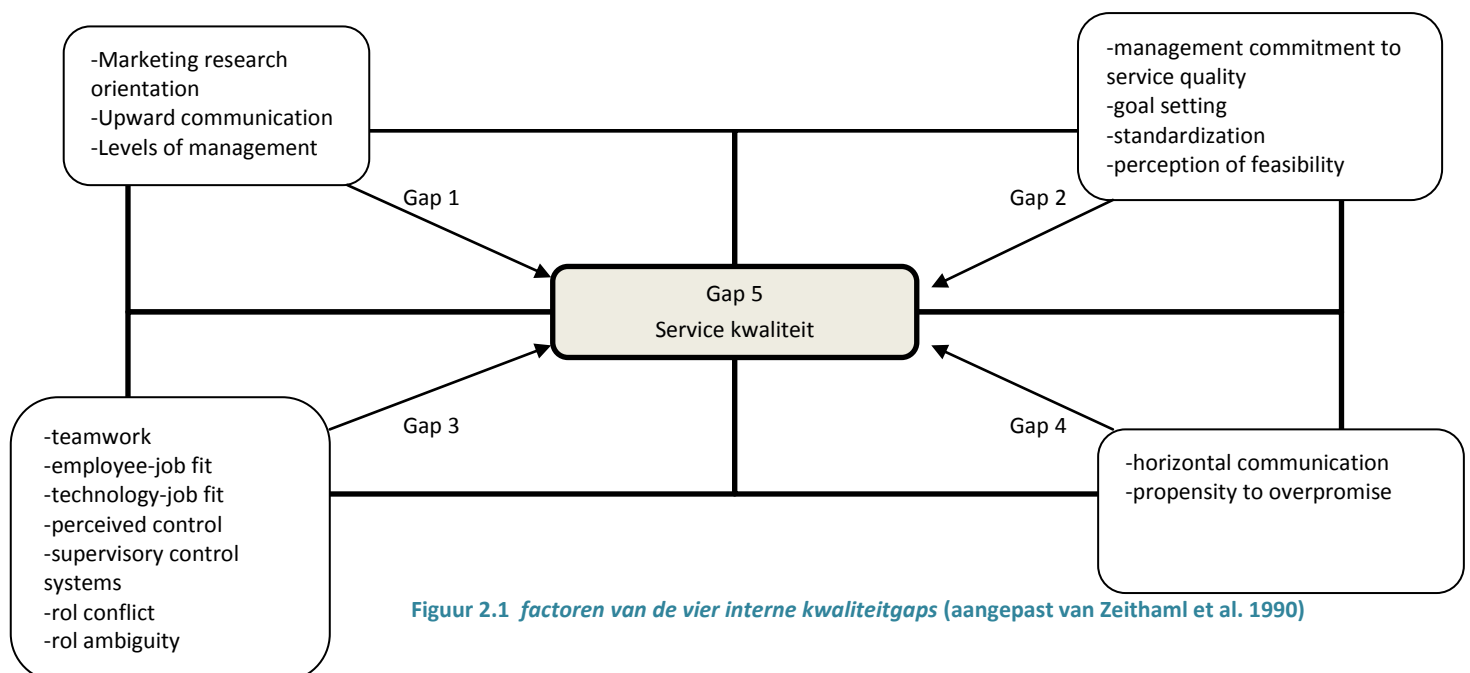 -Marketing research
orientation
-Upward communication
-Levels of management
-management commitment to
service quality
-goal setting
-standardization
-perception of feasibility
Gap 1
Gap 2
Gap 5
Service kwaliteit
Gap 3
Gap 4
-teamwork
-employee-job fit
-technology-job fit
-perceived control
-supervisory control
systems
-rol conflict
-rol ambiguity
-horizontal communication
-propensity to overpromise
Figuur 2.1 factoren van de vier interne kwaliteitgaps (aangepast van Zeithaml et al. 1990)